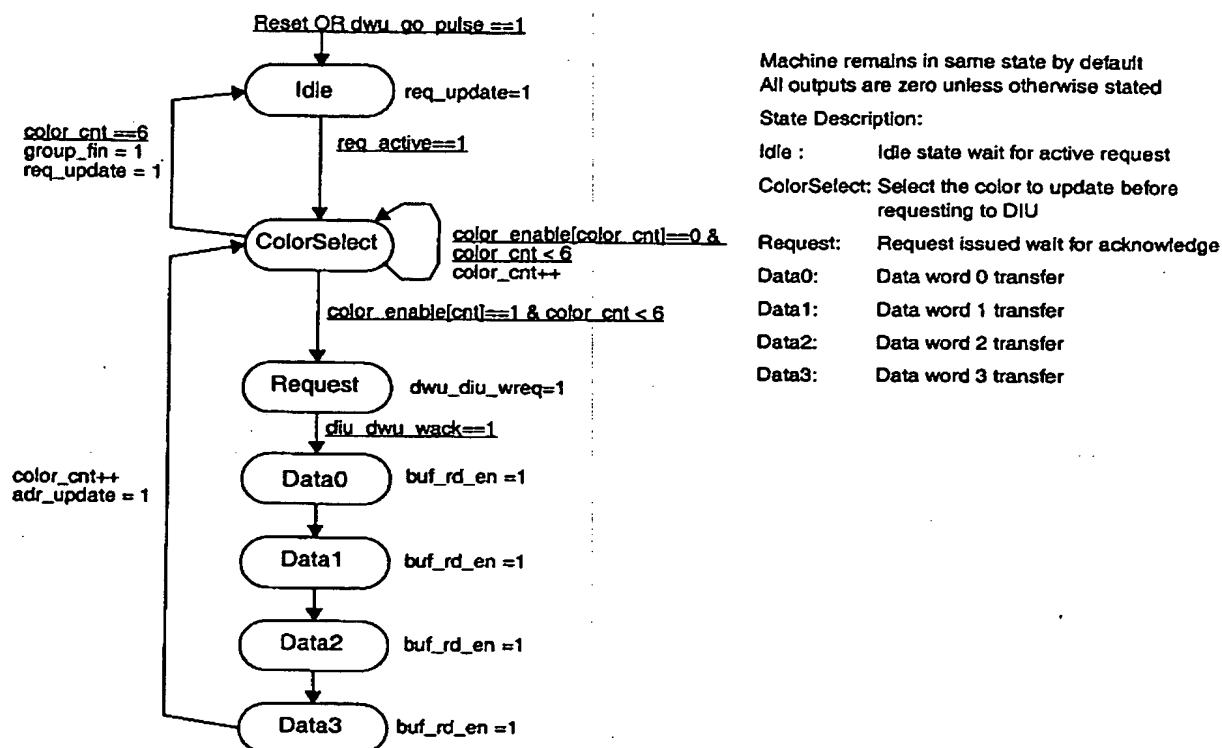 Reset OR dwu_go_pulse ==1
Idle
req_update=1
color_cnt ==6
group_fin = 1
req_update = 1
req_active==1
ColorSelect
color_enable[color_cnt]==0 &
color_cnt < 6
color_cnt++
color_enable[cnt]==1 & color_cnt < 6
Request
dwu_diu_wreq=1
diu_dwu_wack==1
Data0
buf_rd_en =1
color_cnt++
adr_update = 1
Data1
buf_rd_en =1
Data2
buf_rd_en =1
Data3
buf_rd_en =1
Machine remains in same state by default
All outputs are zero unless otherwise stated
State Description:
Idle : Idle state wait for active request
ColorSelect: Select the color to update before
requesting to DIU
Request: Request issued wait for acknowledge
Data0: Data word 0 transfer
Data1: Data word 1 transfer
Data2: Data word 2 transfer
Data3: Data word 3 transfer